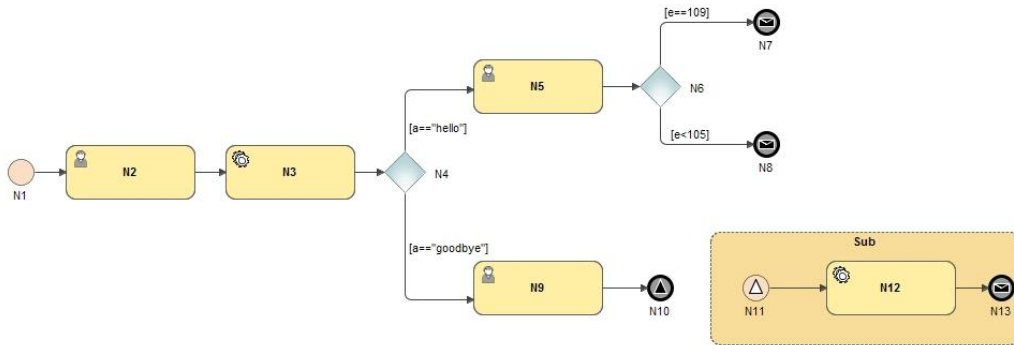 [e==109]
N7
N5
N6
[a=="hello"]
[e<105]
N8
N2
N3
N4
N1
[a=="goodbye"]
Sub
N9
N12
N10
N11
N13